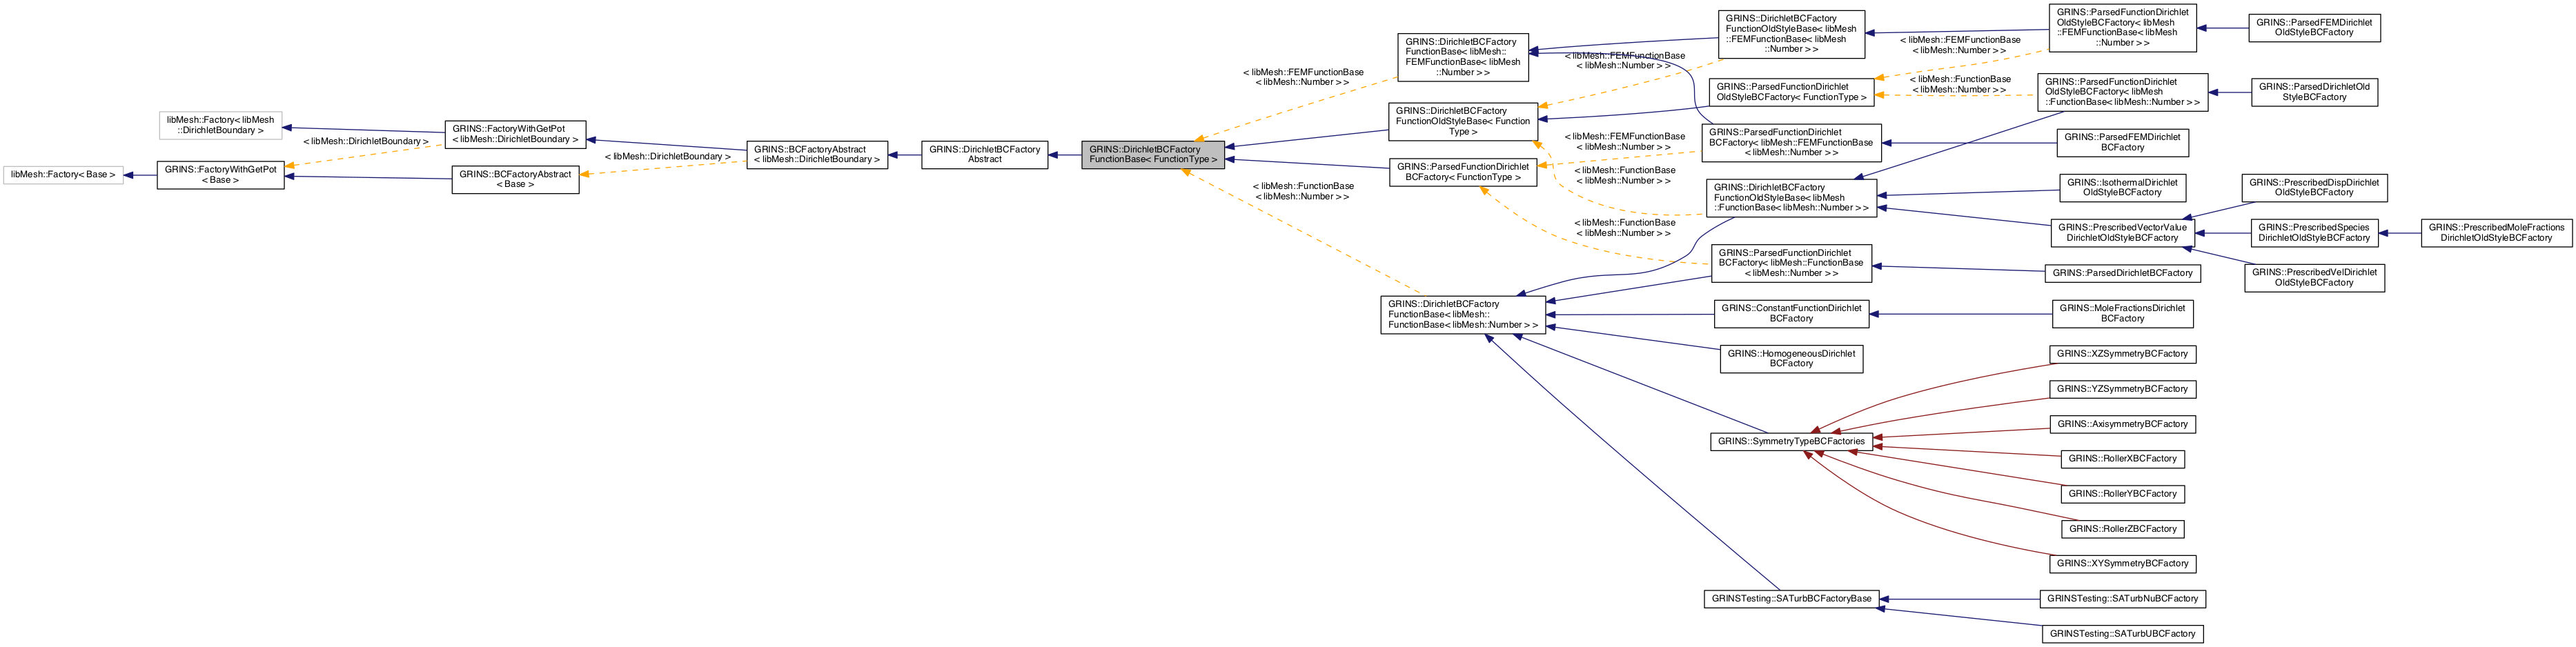 libMesh::Factory< libMesh
::DirichletBoundary >
libMesh::Factory< Base >
< libMesh::DirichletBoundary >
GRINS::FactoryWithGetPot
< Base >
GRINS::FactoryWithGetPot
< libMesh::DirichletBoundary >
GRINS::BCFactoryAbstract
< Base >
< libMesh::DirichletBoundary >
GRINS::BCFactoryAbstract
< libMesh::DirichletBoundary >
GRINS::DirichletBCFactory
Abstract
GRINS::DirichletBCFactory
FunctionBase< FunctionType >
< libMesh::FEMFunctionBase
< libMesh::Number > >
< libMesh::FunctionBase
< libMesh::Number > >
GRINS::DirichletBCFactory
FunctionBase< libMesh::
FEMFunctionBase< libMesh
::Number > >
GRINS::DirichletBCFactory
FunctionOldStyleBase< Function
Type >
GRINS::ParsedFunctionDirichlet
BCFactory< FunctionType >
GRINS::DirichletBCFactory
FunctionBase< libMesh::
FunctionBase< libMesh::Number > >
< libMesh::FEMFunctionBase
< libMesh::Number > >
< libMesh::FEMFunctionBase
< libMesh::Number > >
< libMesh::FunctionBase
< libMesh::Number > >
< libMesh::FunctionBase
< libMesh::Number > >
GRINS::DirichletBCFactory
FunctionOldStyleBase< libMesh
::FEMFunctionBase< libMesh
::Number > >
GRINS::ParsedFunctionDirichlet
OldStyleBCFactory< FunctionType >
GRINS::ParsedFunctionDirichlet
BCFactory< libMesh::FEMFunctionBase
< libMesh::Number > >
GRINS::DirichletBCFactory
FunctionOldStyleBase< libMesh
::FunctionBase< libMesh::Number > >
GRINS::ParsedFunctionDirichlet
BCFactory< libMesh::FunctionBase
< libMesh::Number > >
GRINS::ConstantFunctionDirichlet
BCFactory
GRINS::HomogeneousDirichlet
BCFactory
GRINS::SymmetryTypeBCFactories
GRINSTesting::SATurbBCFactoryBase
< libMesh::FEMFunctionBase
< libMesh::Number > >
< libMesh::FunctionBase
< libMesh::Number > >
GRINS::ParsedFunctionDirichlet
OldStyleBCFactory< libMesh
::FEMFunctionBase< libMesh
::Number > >
GRINS::ParsedFunctionDirichlet
OldStyleBCFactory< libMesh
::FunctionBase< libMesh::Number > >
GRINS::ParsedFEMDirichlet
BCFactory
GRINS::IsothermalDirichlet
OldStyleBCFactory
GRINS::PrescribedVectorValue
DirichletOldStyleBCFactory
GRINS::ParsedDirichletBCFactory
GRINS::MoleFractionsDirichlet
BCFactory
GRINS::XZSymmetryBCFactory
GRINS::YZSymmetryBCFactory
GRINS::AxisymmetryBCFactory
GRINS::RollerXBCFactory
GRINS::RollerYBCFactory
GRINS::RollerZBCFactory
GRINS::XYSymmetryBCFactory
GRINSTesting::SATurbNuBCFactory
GRINSTesting::SATurbUBCFactory
GRINS::ParsedFEMDirichlet
OldStyleBCFactory
GRINS::ParsedDirichletOld
StyleBCFactory
GRINS::PrescribedDispDirichlet
OldStyleBCFactory
GRINS::PrescribedSpecies
DirichletOldStyleBCFactory
GRINS::PrescribedVelDirichlet
OldStyleBCFactory
GRINS::PrescribedMoleFractions
DirichletOldStyleBCFactory